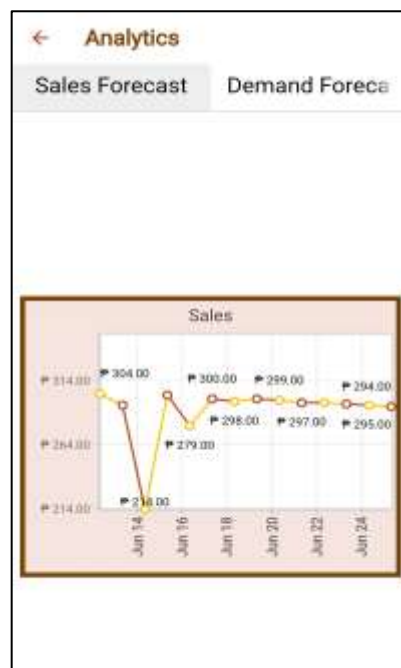 Analytics
Sales Forecast Demand Foreca
Sales
₱ 314.00
₱ 264.00
₱ 214.00
₱ 304.00
₱ 214.00
₱ 279.00
₱ 300.00
₱ 298.00
₱ 299.00
₱ 297.00
₱ 294.00
₱ 295.00
Jun 14
Jun 16
Jun 18
Jun 20
Jun 22
Jun 24